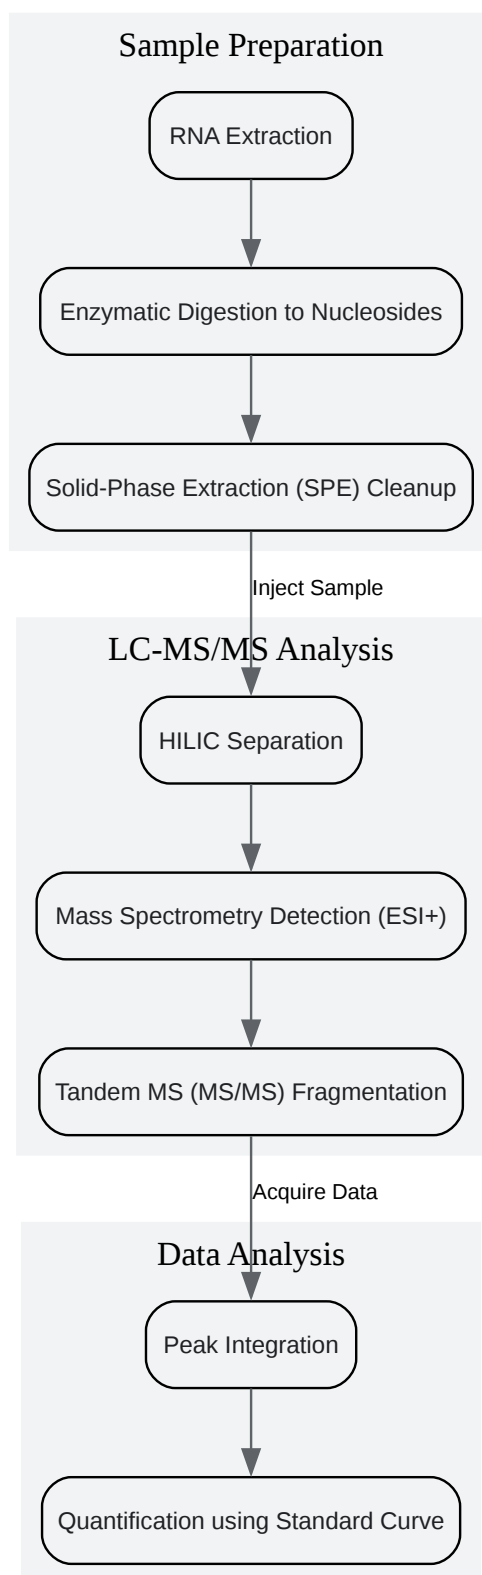 Sample Preparation
RNA Extraction
Enzymatic Digestion to Nucleosides
Solid-Phase Extraction (SPE) Cleanup
Inject Sample
LC-MS/MS Analysis
HILIC Separation
Mass Spectrometry Detection (ESI+)
Tandem MS (MS/MS) Fragmentation
Acquire Data
Data Analysis
Peak Integration
Quantification using Standard Curve